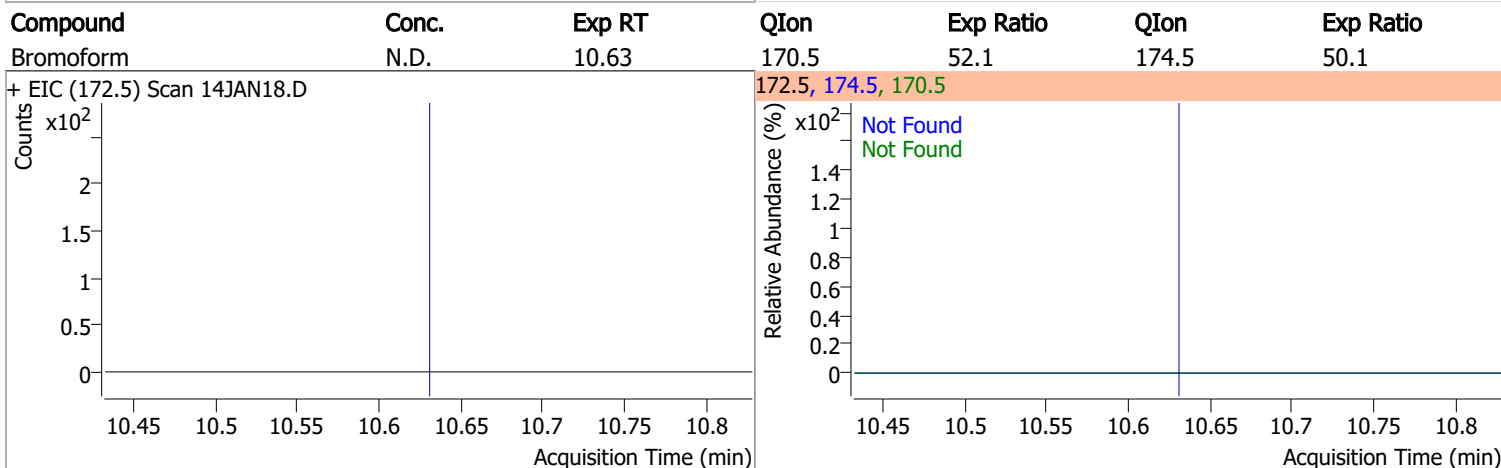 Compound Conc. Exp RT QIon Exp Ratio QIon Exp Ratio
Bromoform N.D. 10.63 170.5 52.1 174.5 50.1
+ EIC (172.5) Scan 14JAN18.D
Counts
x10²
2
1.5
1
0.5
0
10.45 10.5 10.55 10.6 10.65 10.7 10.75 10.8
Acquisition Time (min)
172.5, 174.5, 170.5
Relative Abundance (%)
x10²
Not Found
Not Found
1.4
1.2
1
0.8
0.6
0.4
0.2
0
10.45 10.5 10.55 10.6 10.65 10.7 10.75 10.8
Acquisition Time (min)